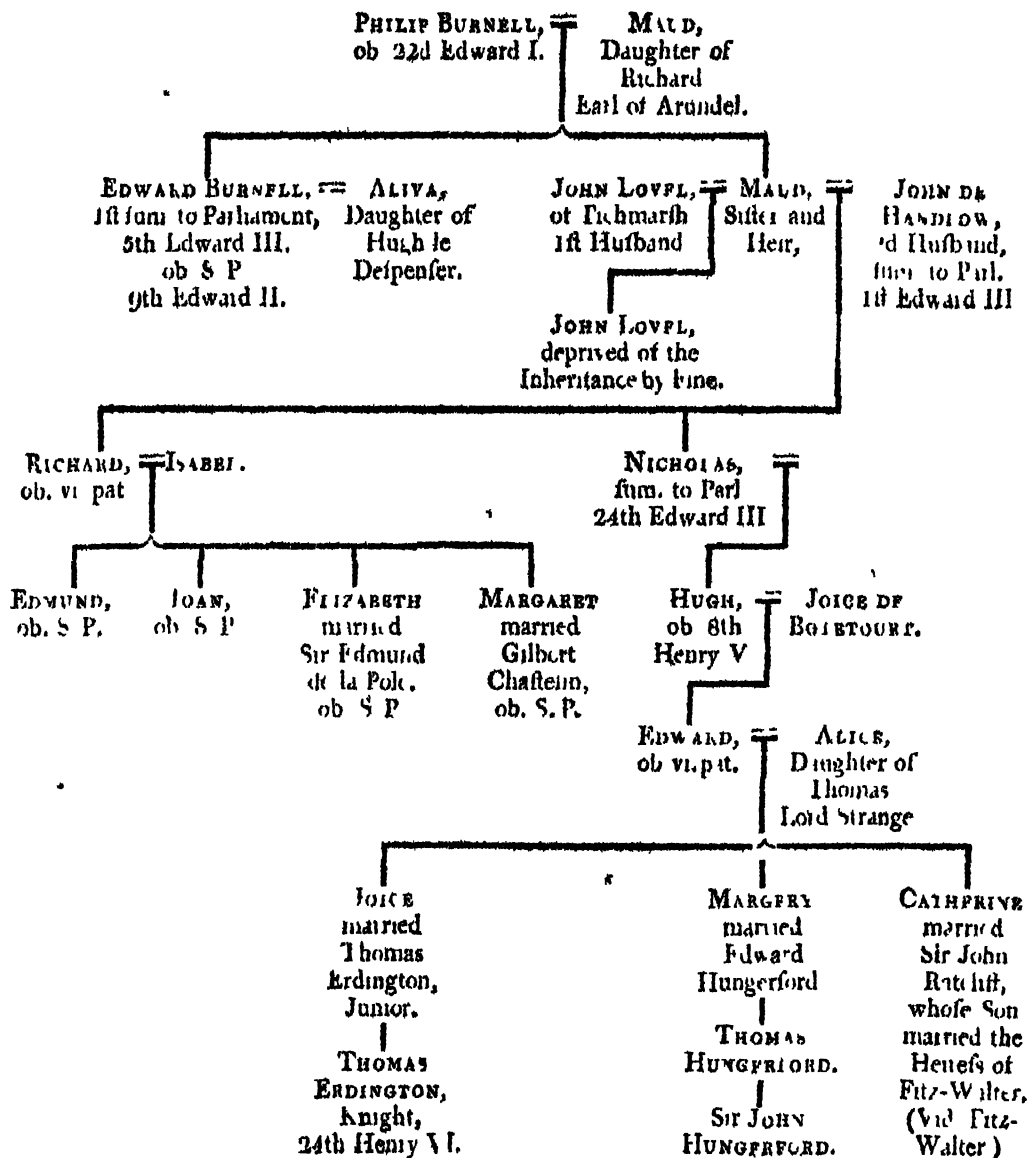 PHILIP BURNELL,
ob 22d Edward I.
MAUD,
Daughter of
Richard
Earl of Arundel.
EDWARD BURNELL,
1ſt ſum to Parliament,
5th Edward III.
ob S P
9th Edward II.
ALIVA,
Daughter of
Hugh le
Deſpenſer.
JOHN LOVEL,
of Tichmarſh
1ſt Huſband
MAUD,
Siſter and
Heir,
JOHN DE
HANDLOW,
Huſband,
ſum to Parl.
1ſt Edward III
JOHN LOVEL,
deprived of the
Inheritance by Fine.
RICHARD,
ob. vi pat
ISABEL.
NICHOLAS,
ſum. to Parl
24th Edward III
EDMUND,
ob. S P.
JOAN,
ob S P
ELIZABETH
married
Sir Edmund
de la Pole.
ob S P
MARGARET
married
Gilbert
ob. S. P.
HUGH,
ob 8th
Henry V
JOICE DE
BOTETOURT.
EDWARD,
ob vi. pat.
ALICE,
Daughter of
Thomas
Lord Strange
JOICE
married
Thomas
Erdington,
Junior.
THOMAS
ERDINGTON,
Knight,
24th Henry VI.
MARGERY
married
Edward
Hungerford
THOMAS
HUNGERFORD.
Sir JOHN
HUNGERFORD.
CATHERINE
married
Sir John
Ratcliff,
whoſe Son
married the
Heireſs of
Fitz-Walter,
(Vid Fitz-
Walter )